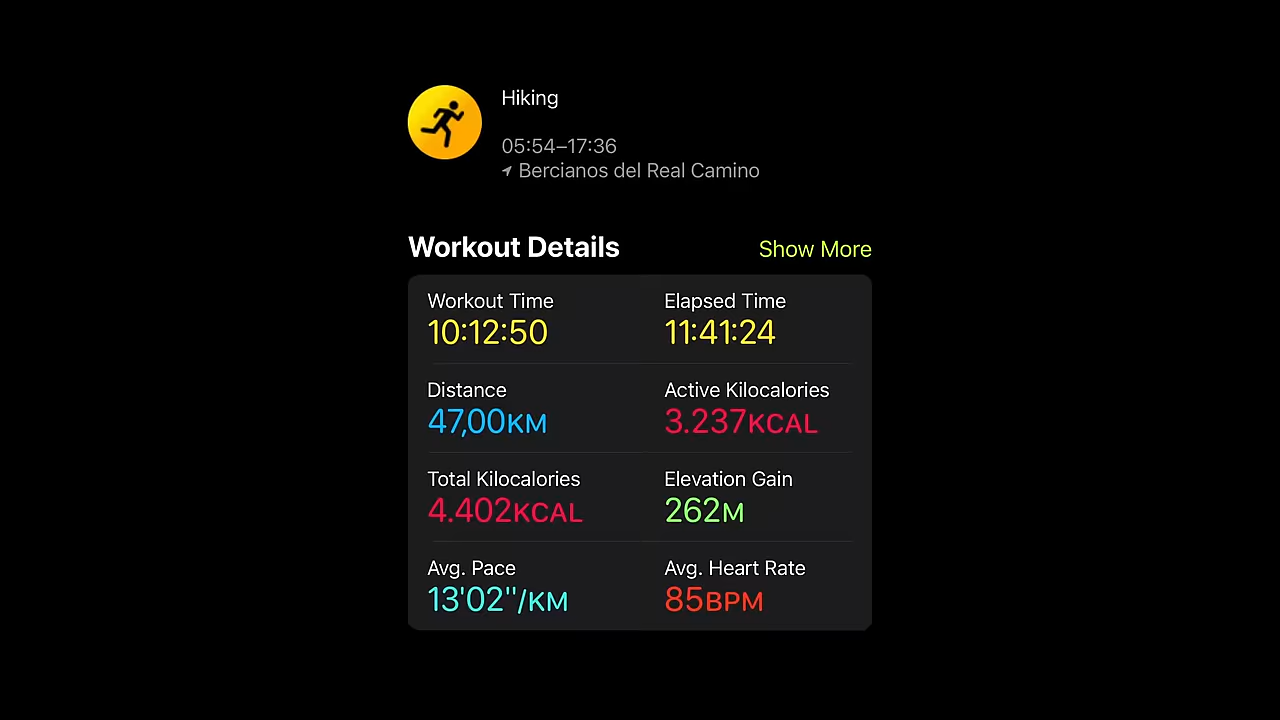 Hiking
05:54–17:36
Bercianos del Real Camino
Workout Details
Show More
Workout Time
Elapsed Time
10:12:50
11:41:24
Distance
Active Kilocalories
47,00KM
3.237KCAL
Total Kilocalories
Elevation Gain
4.402KCAL
262M
Avg. Pace
Avg. Heart Rate
13'02"/KM
85BPM